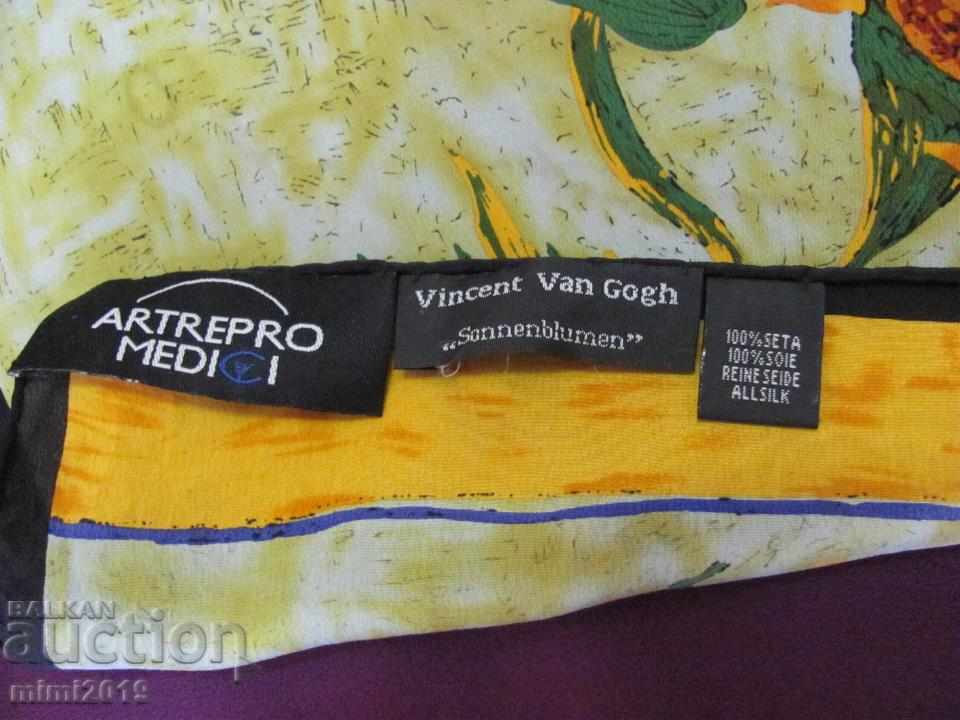 ARTREPRO
MEDICI
Vincent Van Gogh
„Sonnenblumen”
100%SETA
100%SOIE
REINE SEIDE
ALLSILK
BALKAN
auction
mimi2019